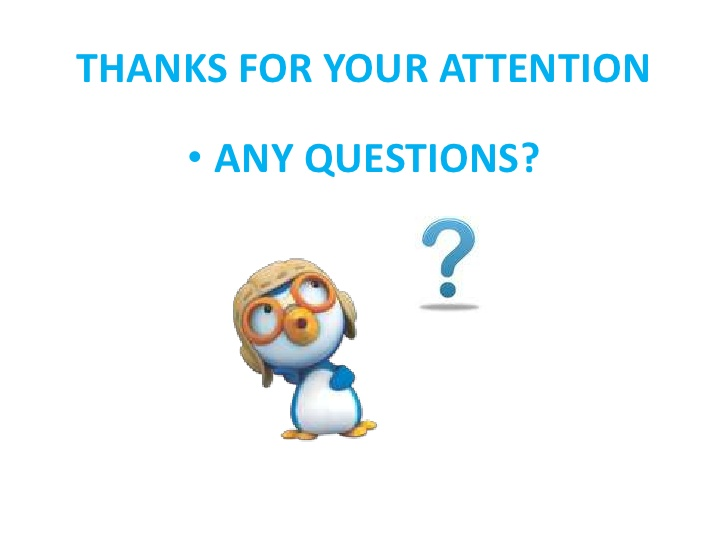 THANKS FOR YOUR ATTENTION
• ANY QUESTIONS?
?